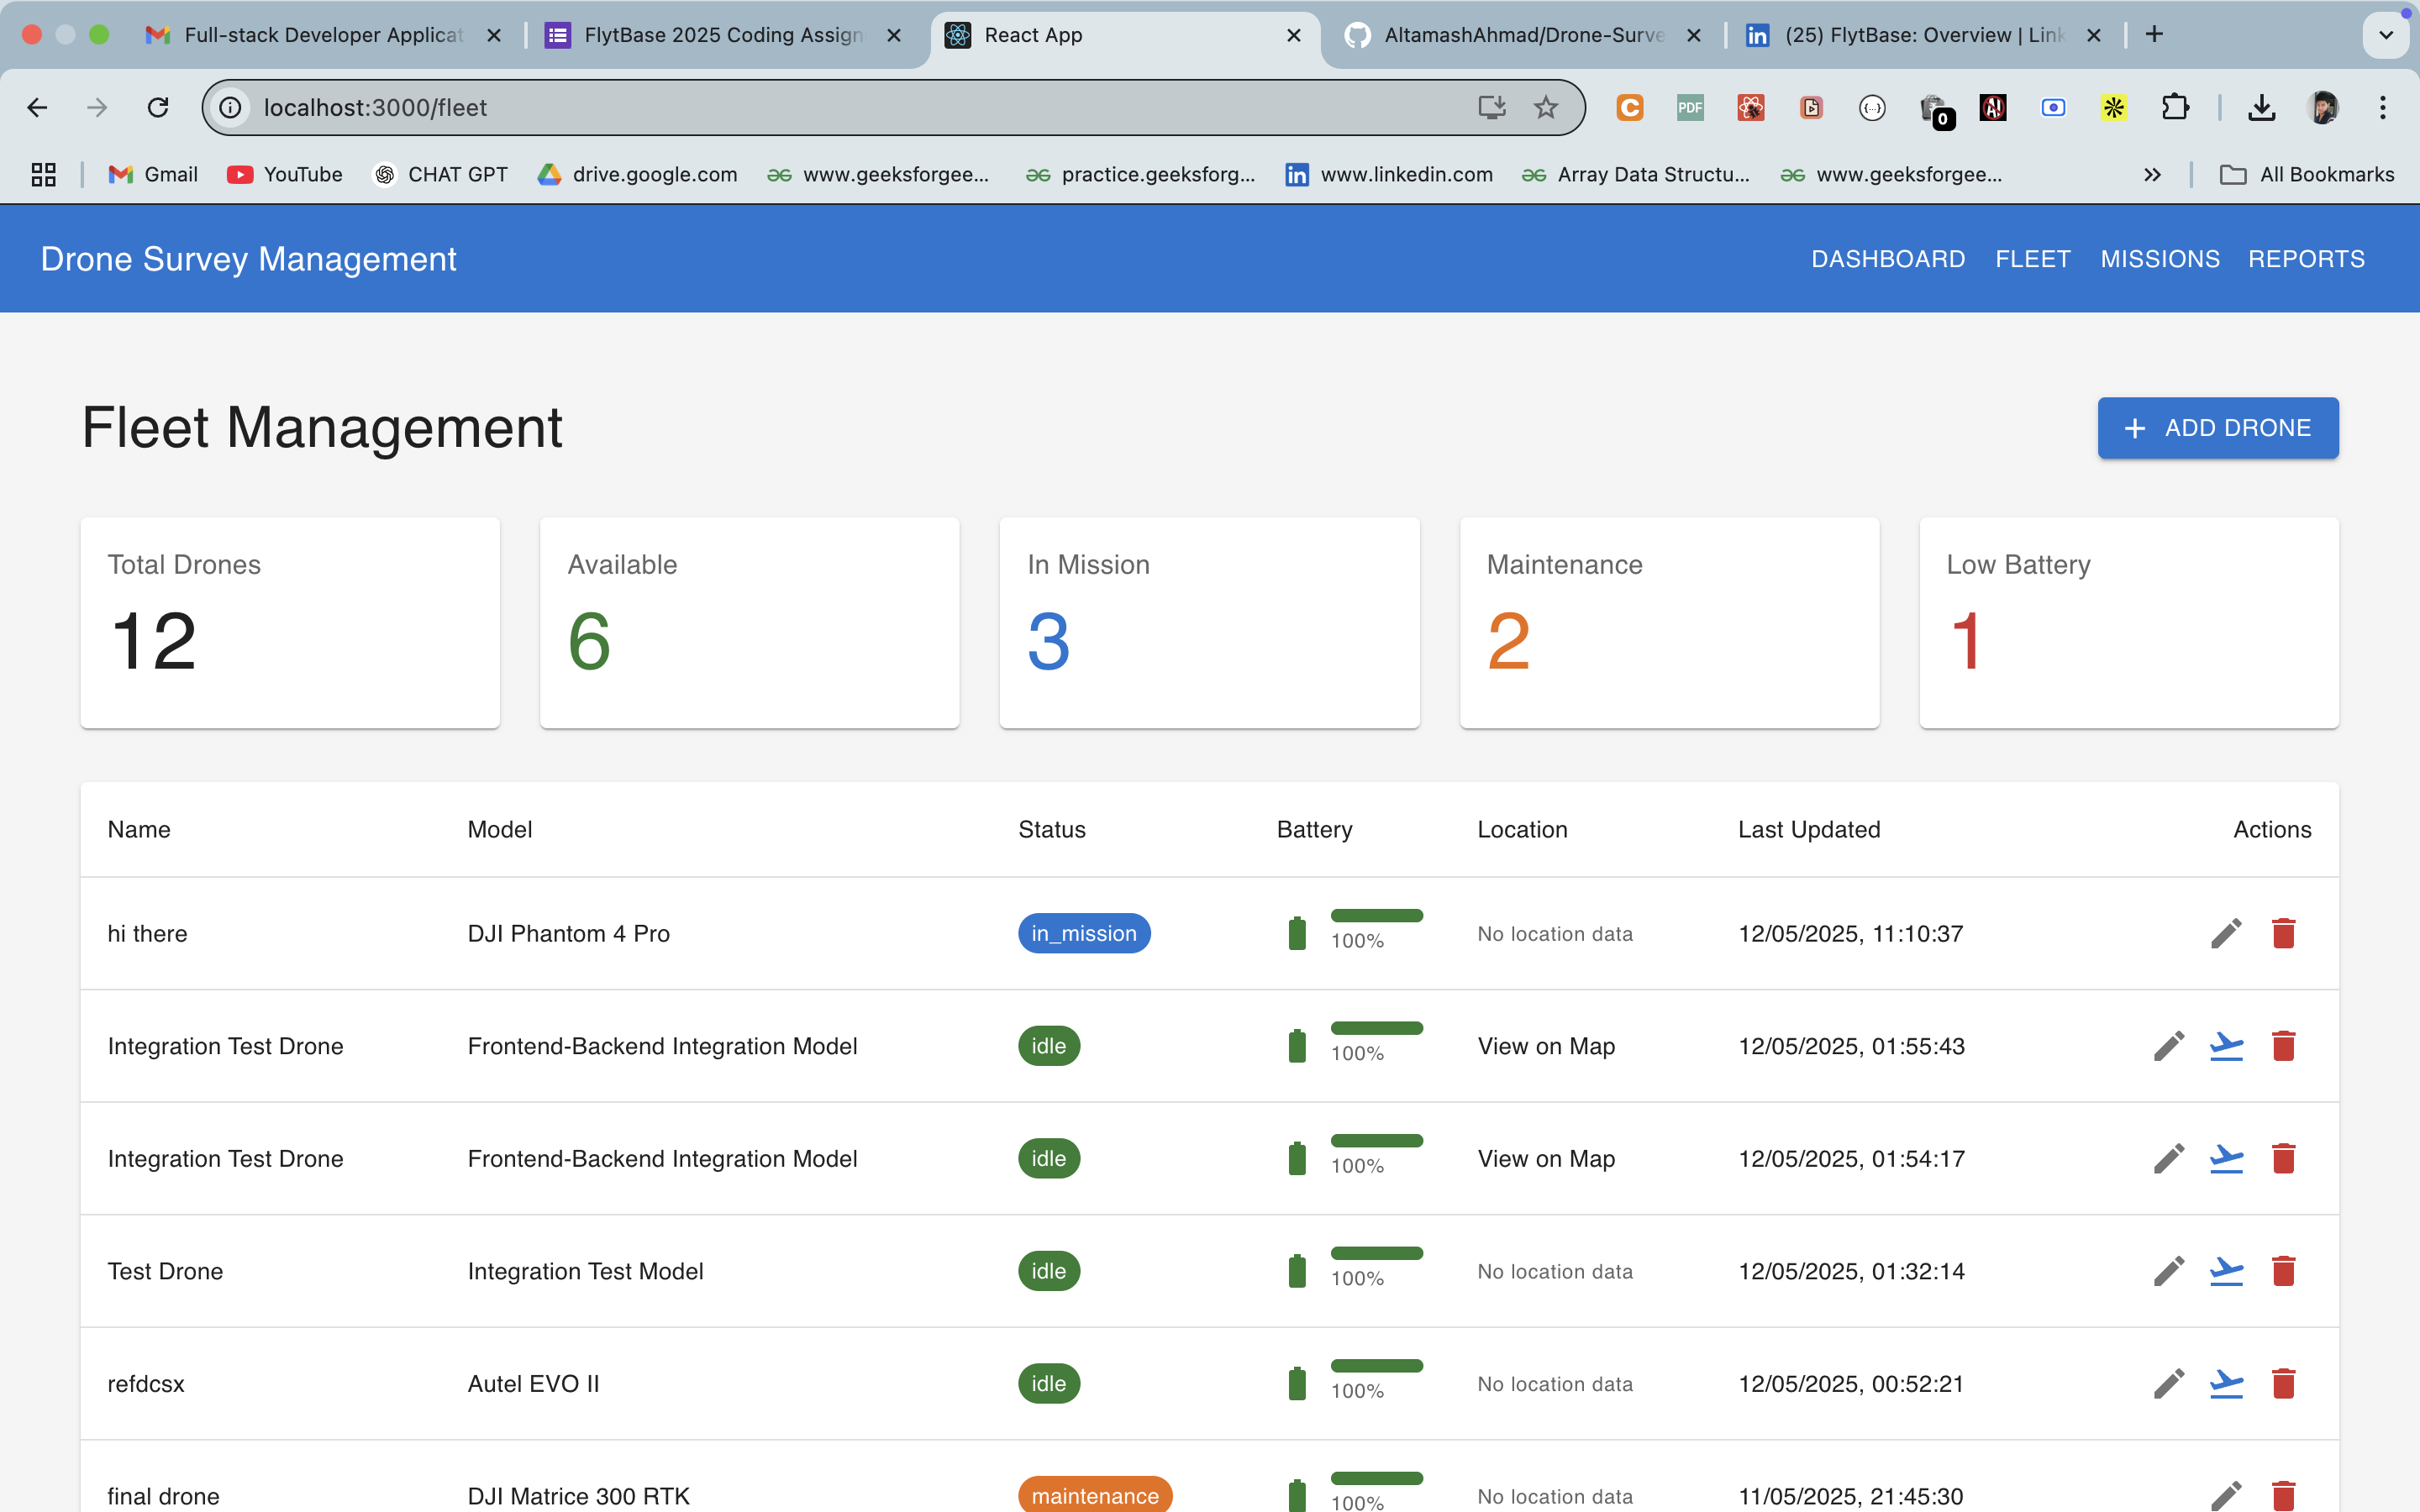 Full-stack Developer Applicat
FlytBase 2025 Coding Assign
React App
AltamashAhmad/Drone-Surve
(25) FlytBase: Overview | Link
localhost:3000/fleet
PDF
0
Gmail
YouTube
CHAT GPT
drive.google.com
www.geeksforgee...
practice.geeksforg...
www.linkedin.com
Array Data Structu...
www.geeksforgee...
All Bookmarks
Drone Survey Management
DASHBOARD FLEET MISSIONS REPORTS
Fleet Management
+ ADD DRONE
Total Drones
12
Available
6
In Mission
3
Maintenance
2
Low Battery
1
Name Model Status Battery Location Last Updated Actions
hi there DJI Phantom 4 Pro in_mission 100% No location data 12/05/2025, 11:10:37
Integration Test Drone Frontend-Backend Integration Model idle 100% View on Map 12/05/2025, 01:55:43
Integration Test Drone Frontend-Backend Integration Model idle 100% View on Map 12/05/2025, 01:54:17
Test Drone Integration Test Model idle 100% No location data 12/05/2025, 01:32:14
refdcsx Autel EVO II idle 100% No location data 12/05/2025, 00:52:21
final drone DJI Matrice 300 RTK maintenance 100% No location data 11/05/2025, 21:45:30